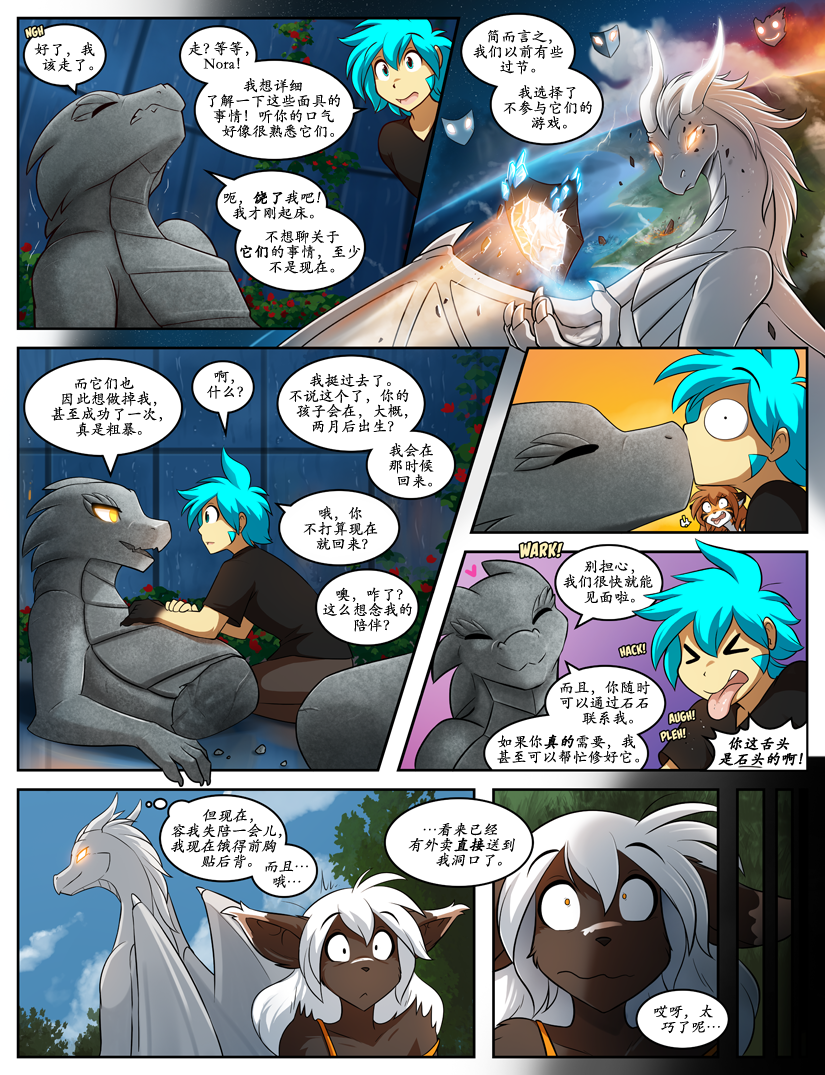 NGH
好了，我
该走了。
走？等等，
Nora！
我想详细
了解一下这些面具的
事情！听你的口气
好像很熟悉它们。
呃，饶了我吧！
我才刚起床。
不想聊关于
它们的事情，至少
不是现在。
简而言之，
我们以前有些
过节。
我选择了
不参与它们的
游戏。
而它们也
因此想做掉我，
甚至成功了一次，
真是粗暴。
啊，
什么？
我挺过去了。
不说这个了，你的
孩子会在，大概，
两月后出生？
我会在
那时候
回来。
哦，你
不打算现在
就回来？
噢，咋了？
这么想念我的
陪伴？
WARK!
别担心，
我们很快就能
见面啦。
HACK!
而且，你随时
可以通过石石
联系我。
如果你真的需要，我
甚至可以帮忙修好它。
AUGH!
PLEH!
你这舌头
是石头的啊！
但现在，
容我失陪一会儿，
我现在饿得前胸
贴后背。
而且…
哦…
…看来已经
有外卖直接送到
我洞口了。
哎呀，太
巧了呢…